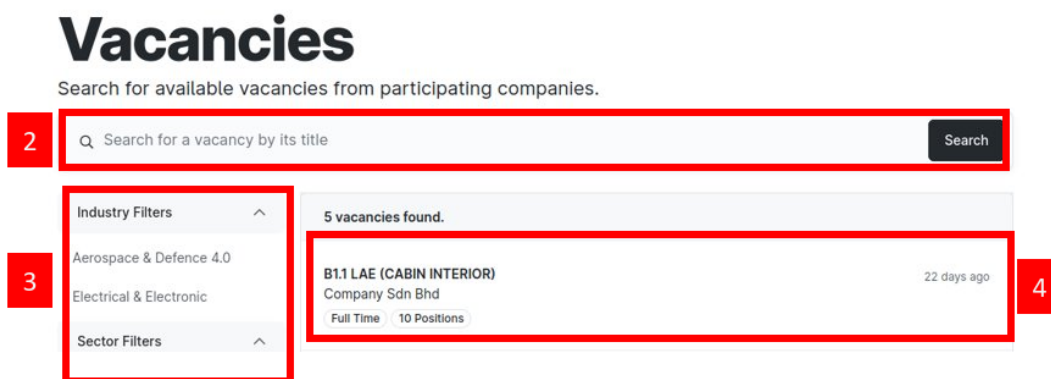 Vacancies
Search for available vacancies from participating companies.
2
Search for a vacancy by its title
Search
3
Industry Filters
Aerospace & Defence 4.0
Electrical & Electronic
Sector Filters
5 vacancies found.
B1.1 LAE (CABIN INTERIOR)
22 days ago
Company Sdn Bhd
Full Time 10 Positions
4